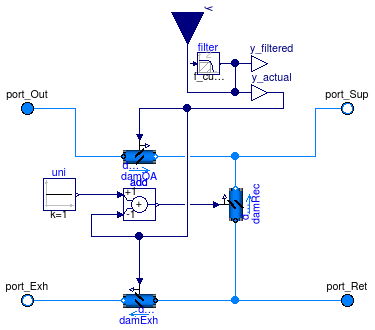 y
filter
y_filtered
f_cu...
y_actual
port_Out
port_Sup
d...
damOA
uni
add
+1
+
-1
k=1
d...
damRec
port_Exh
port_Ret
d...
damExh